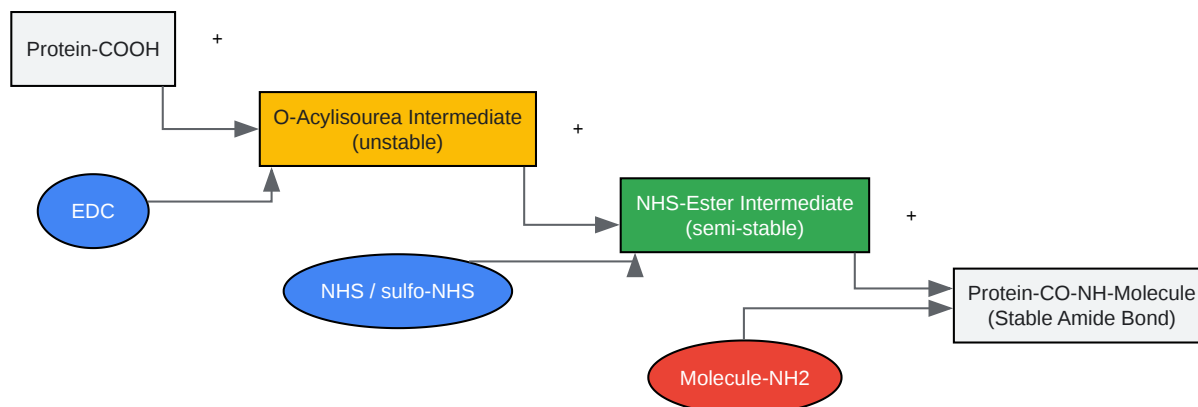 Protein-COOH
+
O-Acylisourea Intermediate
(unstable)
+
EDC
NHS-Ester Intermediate
(semi-stable)
+
NHS / sulfo-NHS
Protein-CO-NH-Molecule
(Stable Amide Bond)
Molecule-NH2